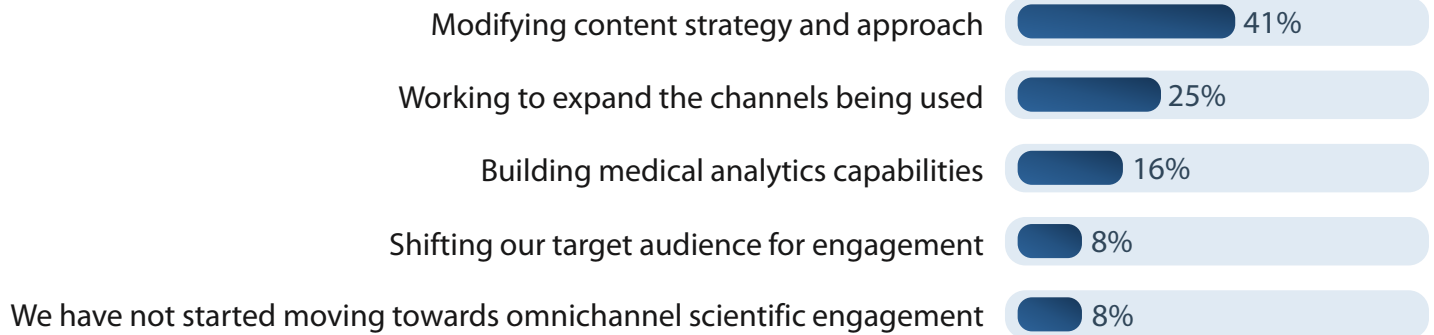 Modifying content strategy and approach 41%
Working to expand the channels being used 25%
Building medical analytics capabilities 16%
Shifting our target audience for engagement 8%
We have not started moving towards omnichannel scientific engagement 8%